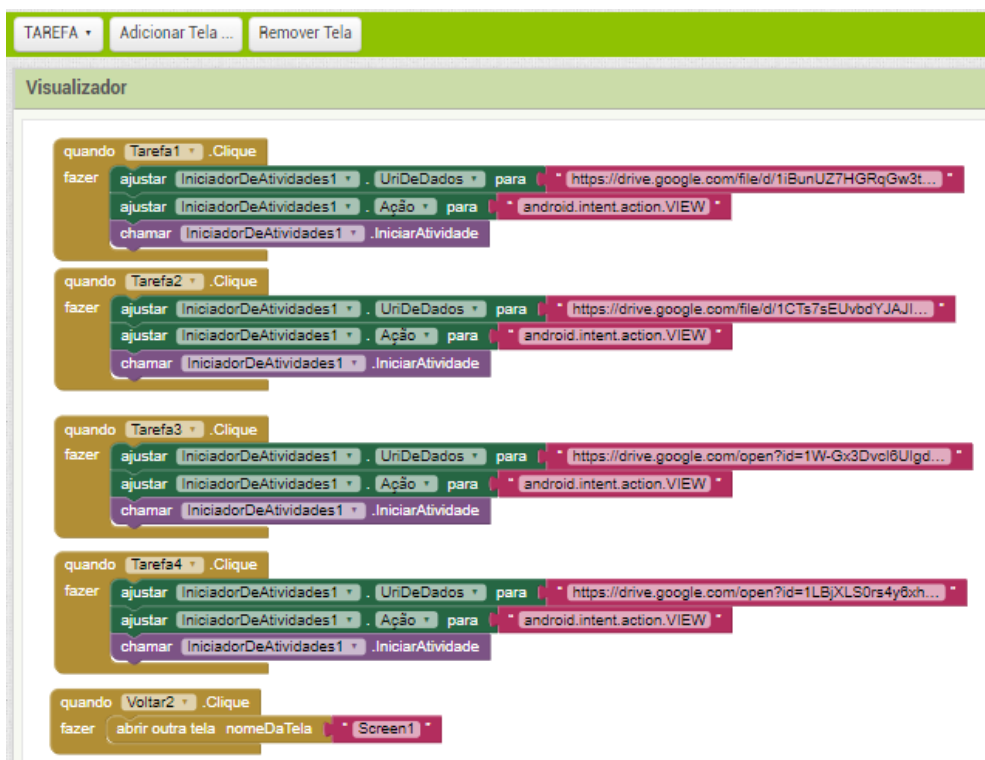 TAREFA Adicionar Tela ... Remover Tela
Visualizador
quando Tarefa1 .Clique
fazer ajustar IniciadorDeAtividades1 . UriDeDados para " https://drive.google.com/file/d/1iBunUZ7HGRqGw3t... "
ajustar IniciadorDeAtividades1 . Ação para " android.intent.action.VIEW "
chamar IniciadorDeAtividades1 .IniciarAtividade
quando Tarefa2 .Clique
fazer ajustar IniciadorDeAtividades1 . UriDeDados para " https://drive.google.com/file/d/1CTs7sEUvbdYJAJI... "
ajustar IniciadorDeAtividades1 . Ação para " android.intent.action.VIEW "
chamar IniciadorDeAtividades1 .IniciarAtividade
quando Tarefa3 .Clique
fazer ajustar IniciadorDeAtividades1 . UriDeDados para " https://drive.google.com/open?id=1W-Gx3DvcI6UIgd... "
ajustar IniciadorDeAtividades1 . Ação para " android.intent.action.VIEW "
chamar IniciadorDeAtividades1 .IniciarAtividade
quando Tarefa4 .Clique
fazer ajustar IniciadorDeAtividades1 . UriDeDados para " https://drive.google.com/open?id=1LBjXLS0rs4y6xh... "
ajustar IniciadorDeAtividades1 . Ação para " android.intent.action.VIEW "
chamar IniciadorDeAtividades1 .IniciarAtividade
quando Voltar2 .Clique
fazer abrir outra tela nomeDaTela " Screen1 "